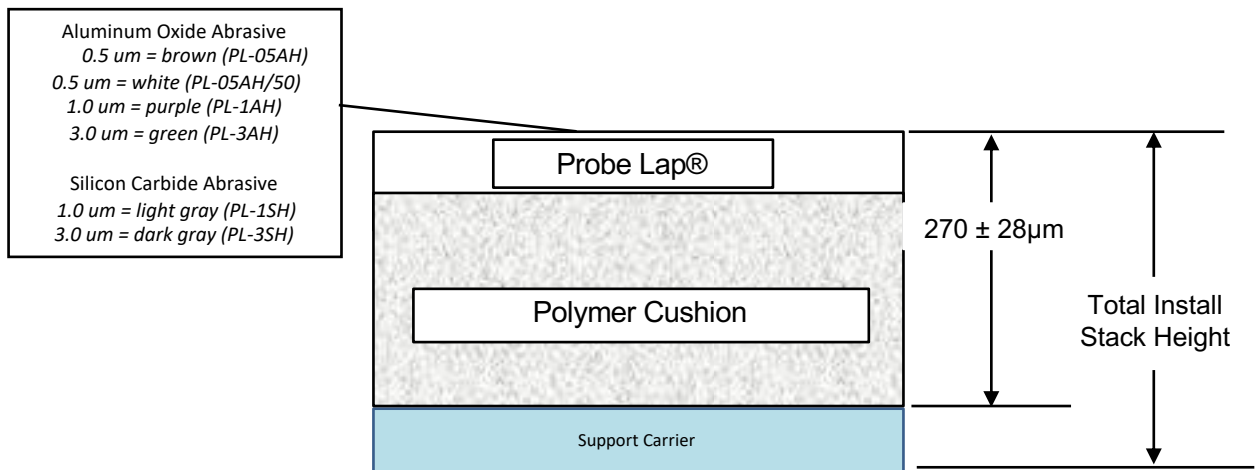 Aluminum Oxide Abrasive
0.5 um = brown (PL-05AH)
0.5 um = white (PL-05AH/50)
1.0 um = purple (PL-1AH)
3.0 um = green (PL-3AH)
Silicon Carbide Abrasive
1.0 um = light gray (PL-1SH)
3.0 um = dark gray (PL-3SH)
Probe Lap®
270 ± 28µm
Polymer Cushion
Total Install
Stack Height
Support Carrier